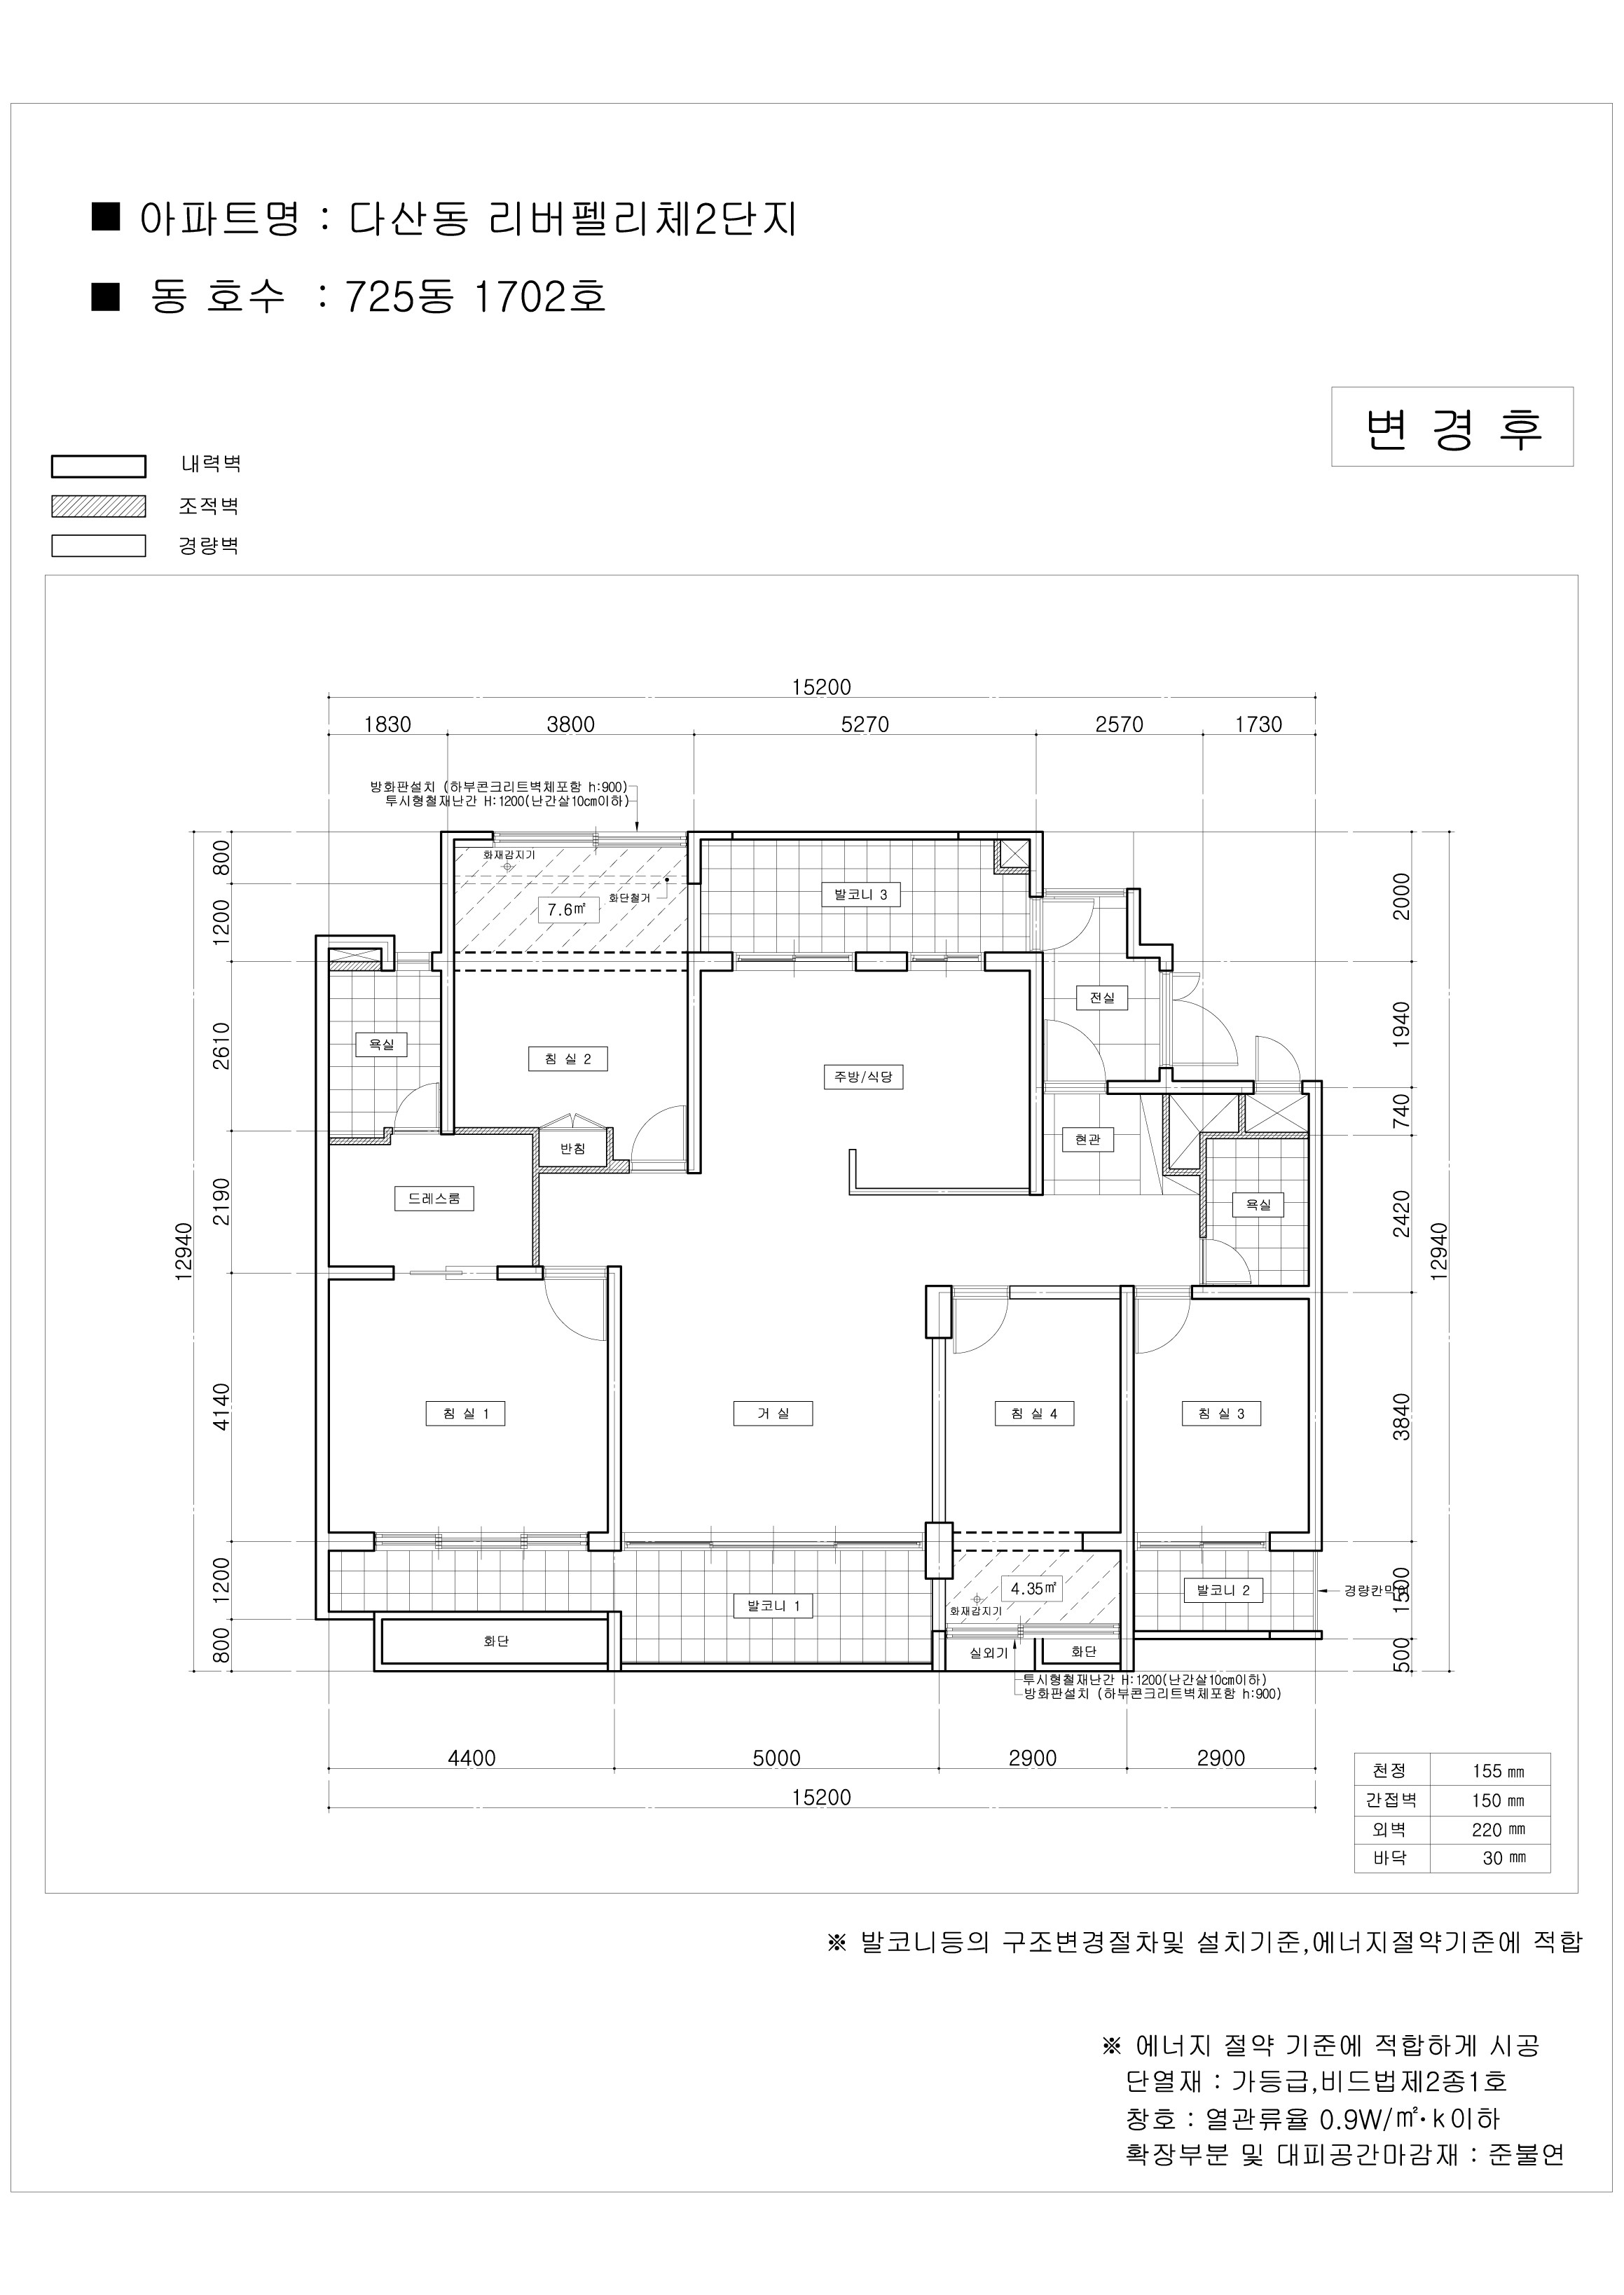 ■ 아파트명 : 다산동 리버펠리체2단지
■ 동 호수 : 725동 1702호
변 경 후
내력벽
조적벽
경량벽
15200
1830 3800 5270 2570 1730
방화판설치 (하부콘크리트벽체포함 h:900)
투시형철재난간 H:1200(난간살10cm이하)
800
1200
2610
2190
4140
1200
800
12940
2000
1940
740
2420
3840
1500
500
12940
화재감지기
7.6㎡
화단철거
발코니 3
전실
욕실
침 실 2
주방/식당
반침
현관
드레스룸
욕실
침 실 1
거 실
침 실 4
침 실 3
4.35㎡
화재감지기
발코니 1
발코니 2
경량칸막이
화단
실외기
화단
투시형철재난간 H:1200(난간살10cm이하)
방화판설치 (하부콘크리트벽체포함 h:900)
4400 5000 2900 2900
15200
천정 155 ㎜
간접벽 150 ㎜
외벽 220 ㎜
바닥 30 ㎜
※ 발코니등의 구조변경절차및 설치기준,에너지절약기준에 적합
※ 에너지 절약 기준에 적합하게 시공
단열재 : 가등급,비드법제2종1호
창호 : 열관류율 0.9W/㎡·k이하
확장부분 및 대피공간마감재 : 준불연